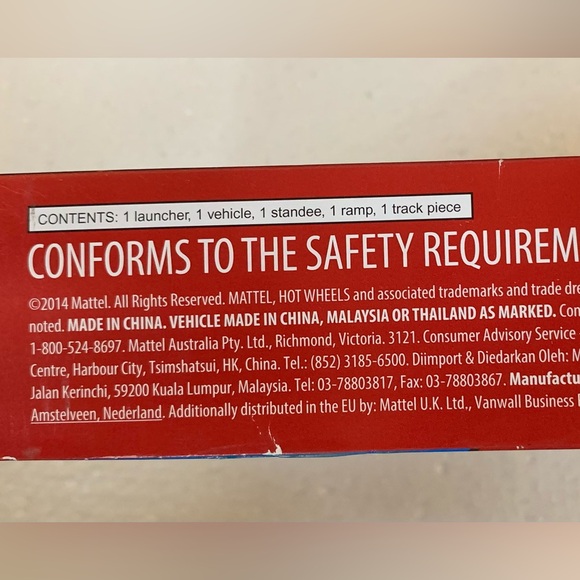 CONTENTS: 1 launcher, 1 vehicle, 1 standee, 1 ramp, 1 track piece
CONFORMS TO THE SAFETY REQUIREM
©2014 Mattel. All Rights Reserved. MATTEL, HOT WHEELS and associated trademarks and trade dre
noted. MADE IN CHINA. VEHICLE MADE IN CHINA, MALAYSIA OR THAILAND AS MARKED. Con
1-800-524-8697. Mattel Australia Pty. Ltd., Richmond, Victoria. 3121. Consumer Advisory Service
Centre, Harbour City, Tsimshatsui, HK, China. Tel.: (852) 3185-6500. Diimport & Diedarkan Oleh: M
Jalan Kerinchi, 59200 Kuala Lumpur, Malaysia. Tel: 03-78803817, Fax: 03-78803867. Manufactu
Amstelveen, Nederland. Additionally distributed in the EU by: Mattel U.K. Ltd., Vanwall Business